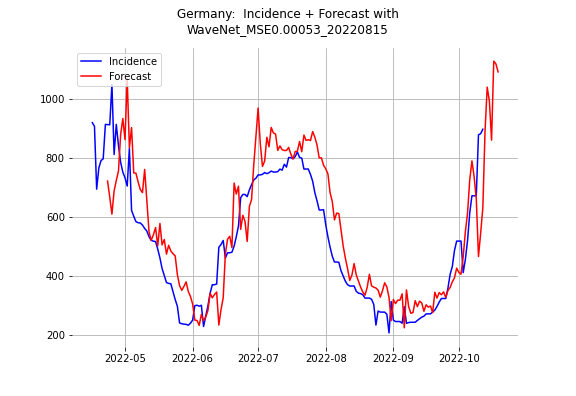 Germany:  Incidence + Forecast with
WaveNet_MSE0.00053_20220815
Incidence
Forecast
1000
800
600
400
200
2022-05
2022-06
2022-07
2022-08
2022-09
2022-10